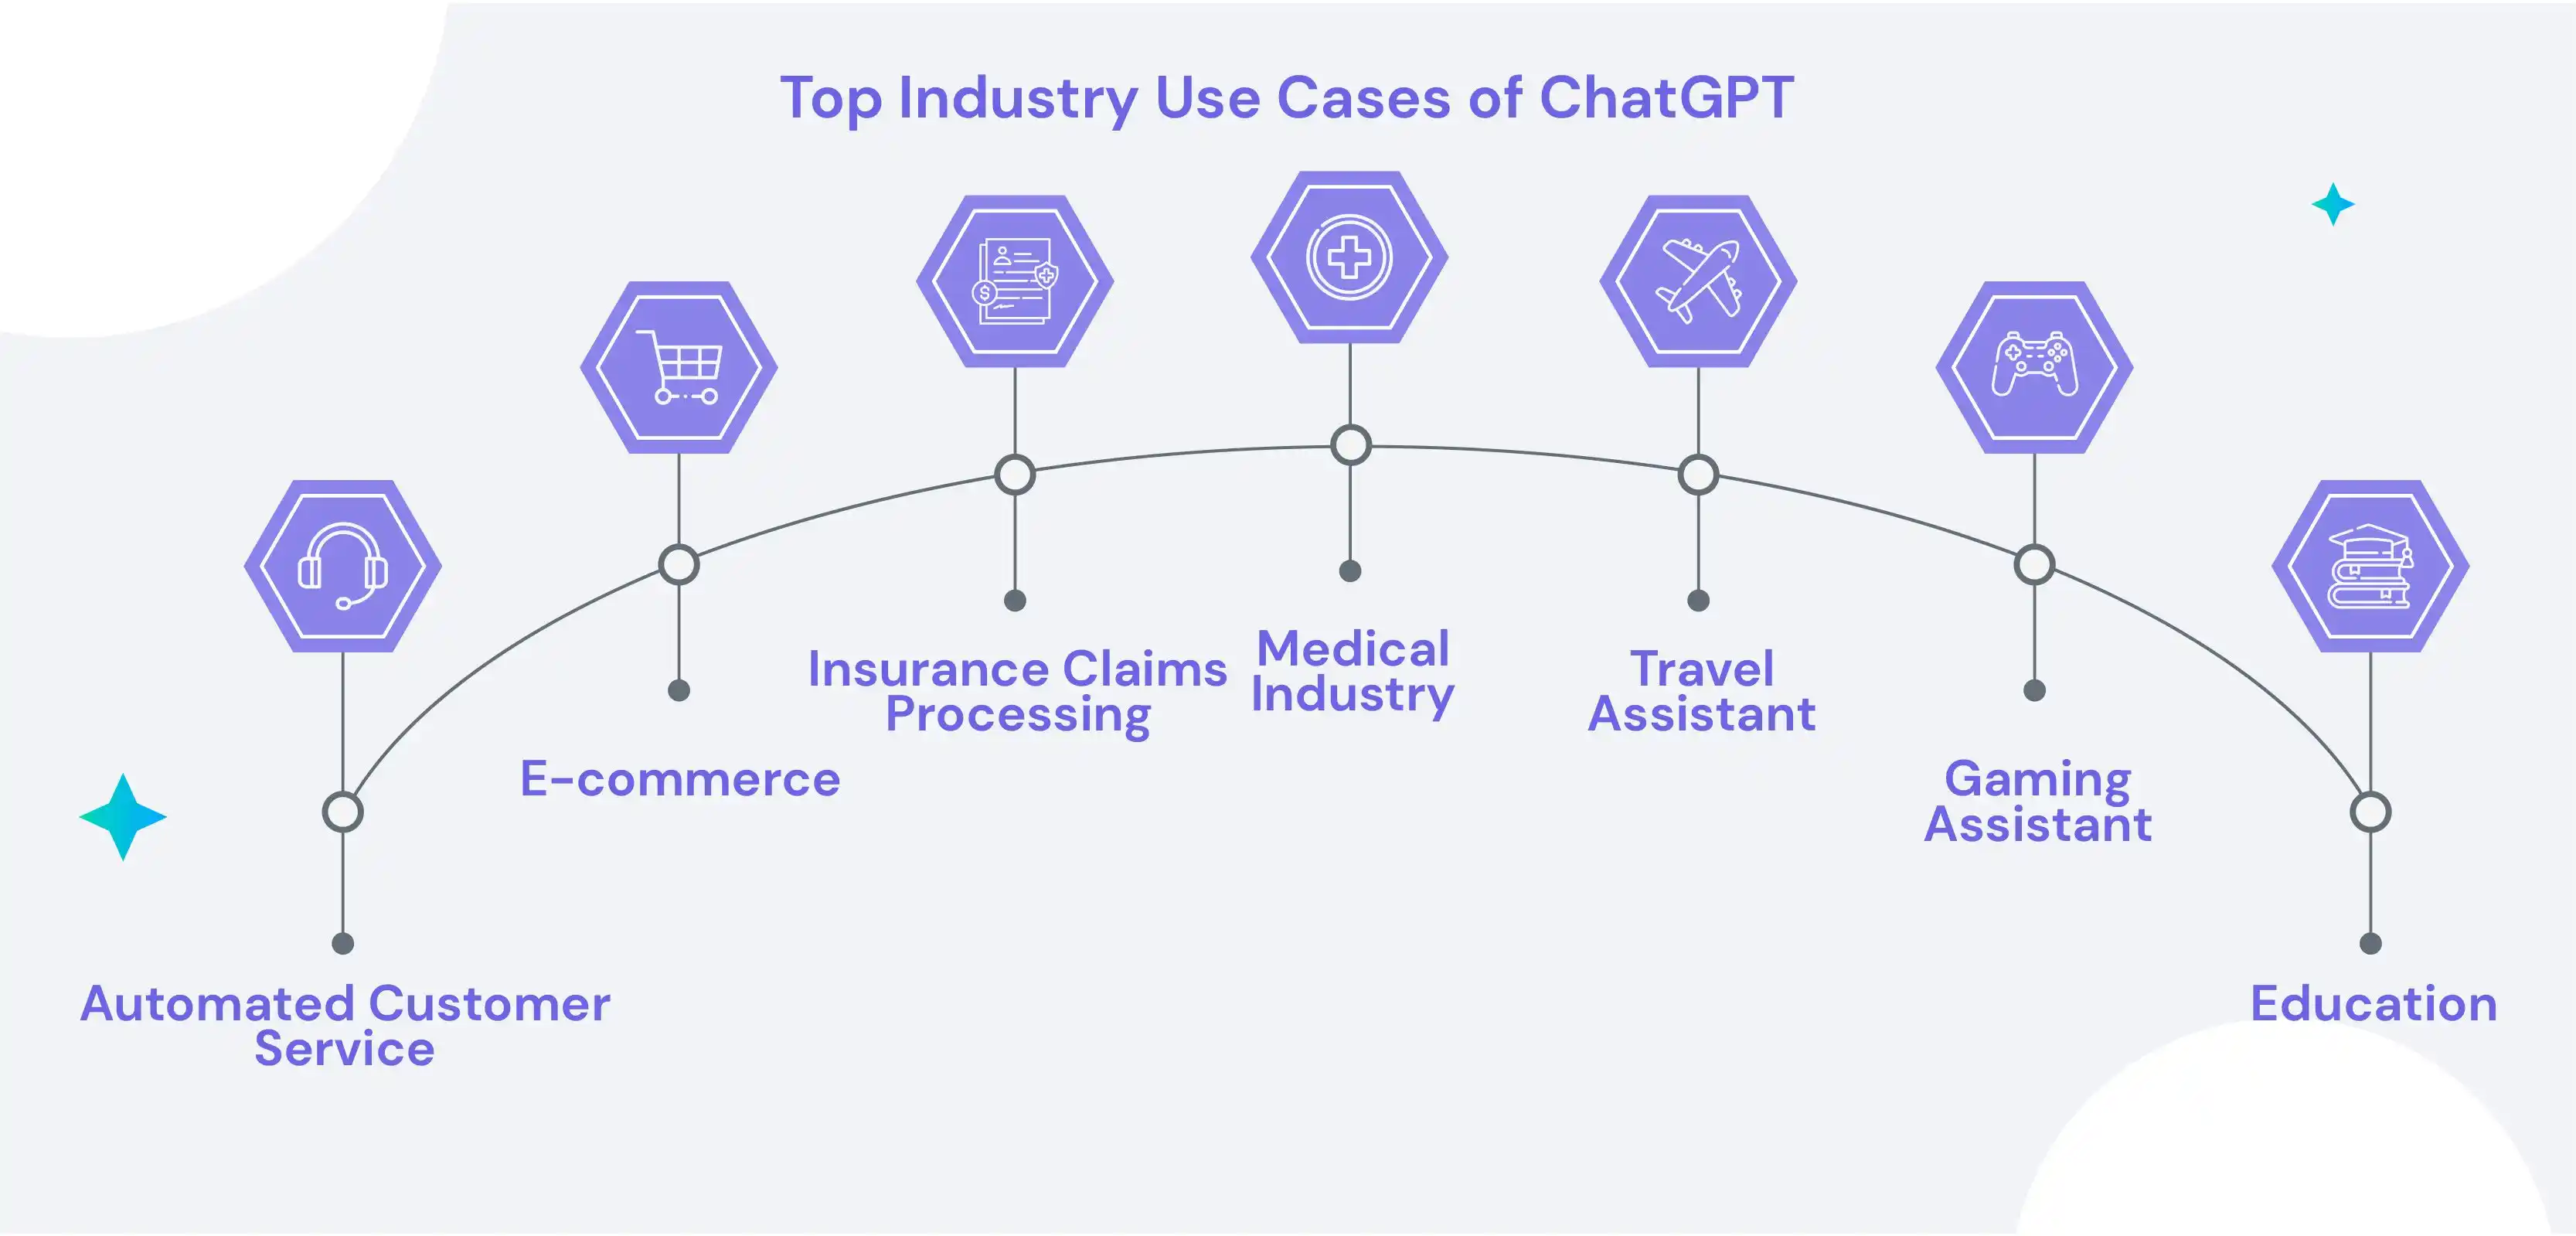 Top Industry Use Cases of ChatGPT
Automated Customer
Service
E-commerce
Insurance Claims
Processing
Medical
Industry
Travel
Assistant
Gaming
Assistant
Education